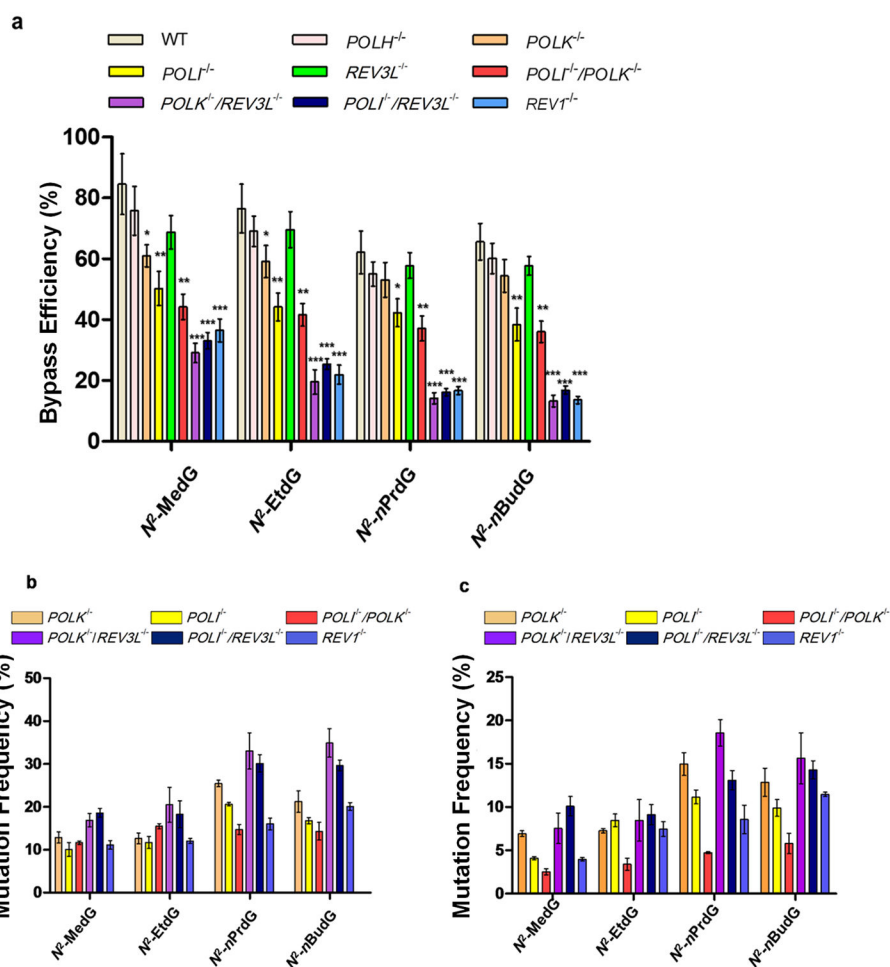 a
WT POLH-/- POLK-/-
POLI-/- REV3L-/- POLI-/-/POLK-/-
POLK-/-/REV3L-/- POLI-/-/REV3L-/- REV1-/-
Bypass Efficiency (%)
100
80
60
40
20
0
* ** ** *** *** ***
* ** ** *** *** ***
* ** *** *** ***
** ** *** *** ***
N²-MedG N²-EtdG N²-nPrdG N²-nBudG
b
POLK-/- POLI-/- POLI-/-/POLK-/-
POLK-/-/REV3L-/- POLI-/-/REV3L-/- REV1-/-
Mutation Frequency (%)
50
40
30
20
10
0
N²-MedG N²-EtdG N²-nPrdG N²-nBudG
c
POLK-/- POLI-/- POLI-/-/POLK-/-
POLK-/-/REV3L-/- POLI-/-/REV3L-/- REV1-/-
Mutation Frequency (%)
25
20
15
10
5
0
N²-MedG N²-EtdG N²-nPrdG N²-nBudG